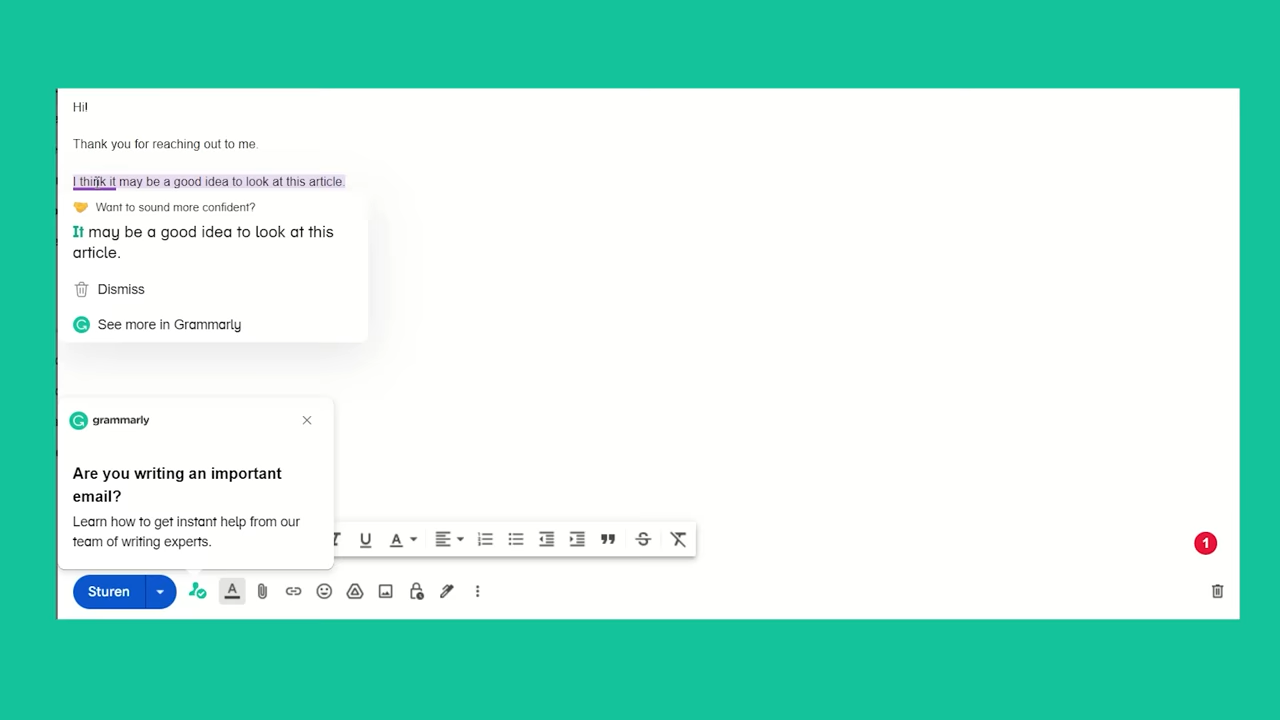 Hi!
Thank you for reaching out to me.
I think it may be a good idea to look at this article.
Want to sound more confident?
It may be a good idea to look at this
article.
Dismiss
See more in Grammarly
grammarly
Are you writing an important
email?
Learn how to get instant help from our
team of writing experts.
A
1
Sturen
A